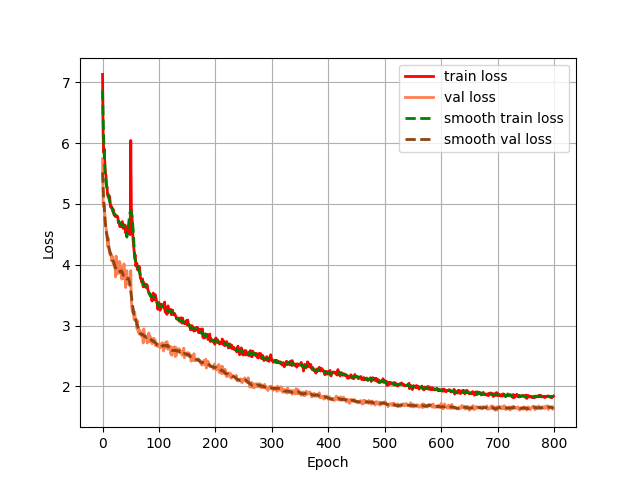 train loss
val loss
smooth train loss
smooth val loss
Loss
7
6
5
4
3
2
0 100 200 300 400 500 600 700 800
Epoch